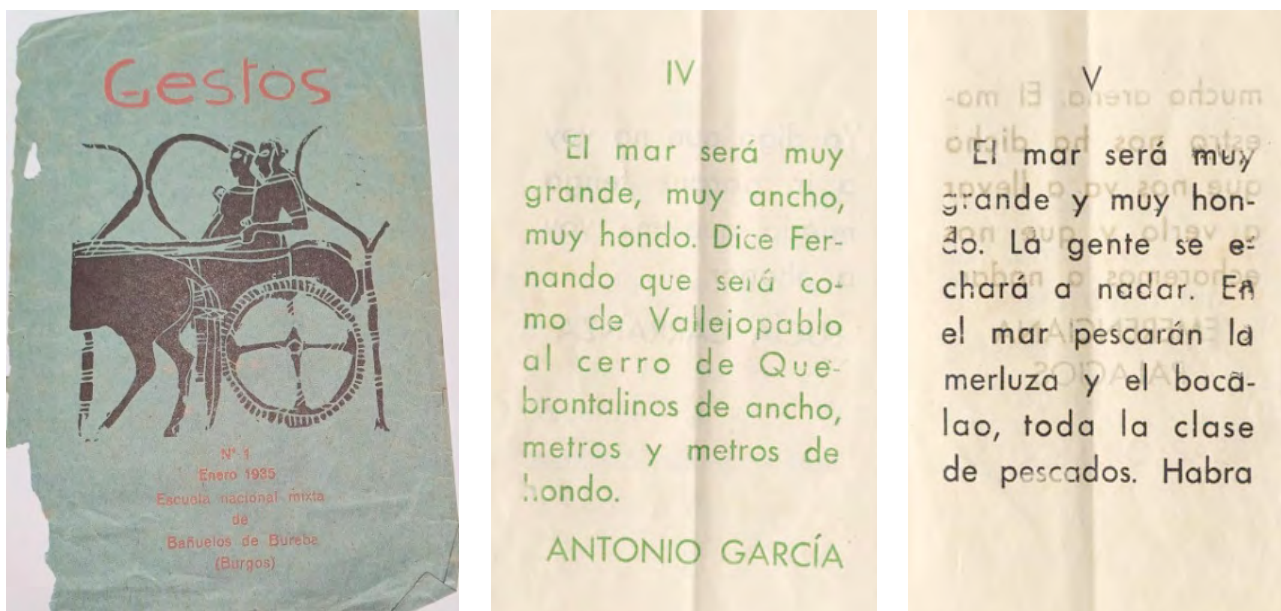 Gestos
Nº 1
Enero 1935
Escuela nacional mixta
de
Bañuelos de Bureba
(Burgos)
IV
El mar será muy
grande, muy ancho,
muy hondo. Dice Fer-
nando que será co-
mo de Vallejopablo
al cerro de Que-
brantalinos de ancho,
metros y metros de
hondo.
ANTONIO GARCÍA
V
El mar será muy
grande y muy hon-
do. La gente se e-
chará a nadar. En
el mar pescarán la
merluza y el baca-
lao, toda la clase
de pescados. Habra